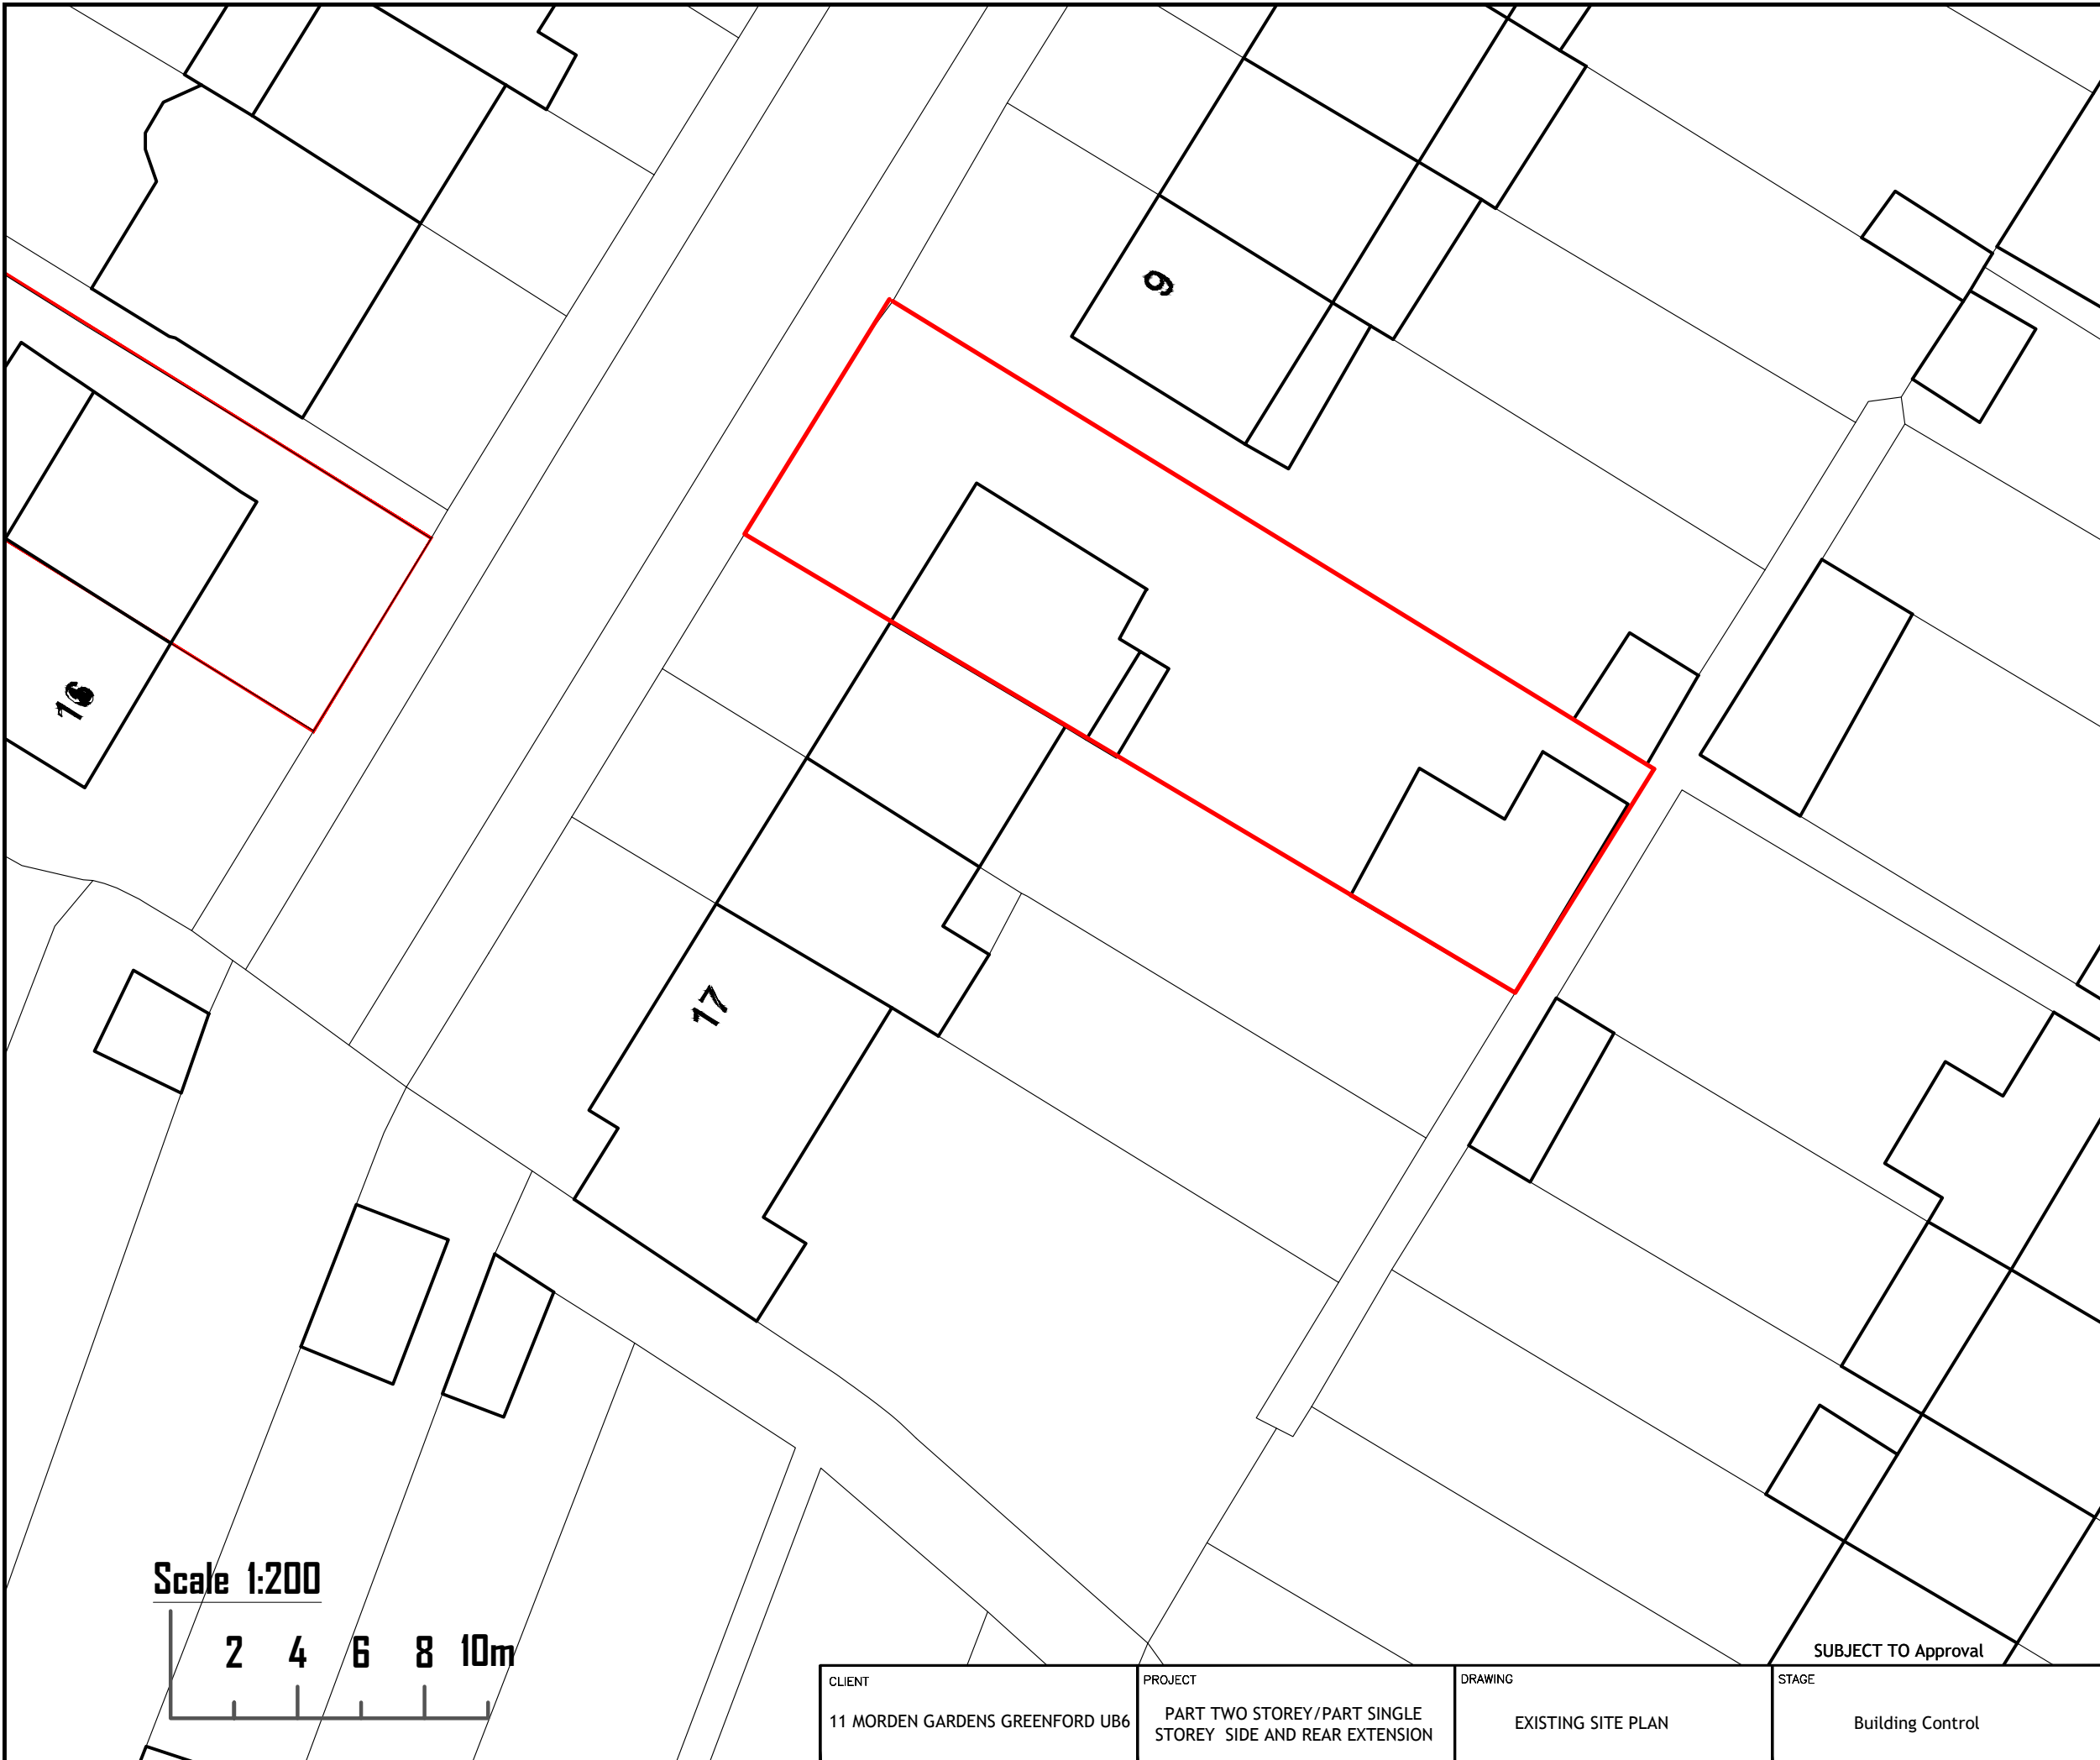 9
16
17
Scale 1:200
2 4 6 8 10m
SUBJECT TO Approval
CLIENT
11 MORDEN GARDENS GREENFORD UB6
PROJECT
PART TWO STOREY/PART SINGLE
STOREY SIDE AND REAR EXTENSION
DRAWING
EXISTING SITE PLAN
STAGE
Building Control